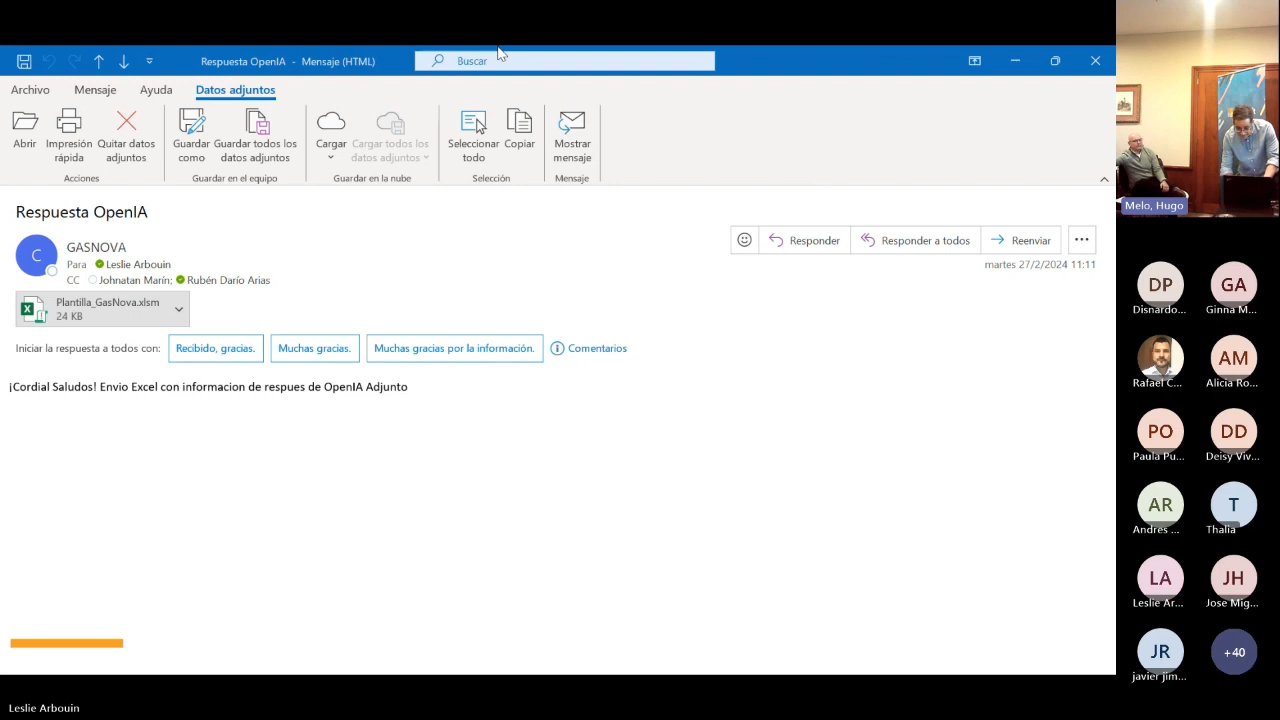 Respuesta OpenIA - Mensaje (HTML)
Buscar
Archivo Mensaje Ayuda Datos adjuntos
Abrir
Impresión rápida
Quitar datos adjuntos
Guardar como
Guardar todos los datos adjuntos
Cargar
Cargar todos los datos adjuntos
Seleccionar todo
Copiar
Mostrar mensaje
Acciones
Guardar en el equipo
Guardar en la nube
Selección
Mensaje
Respuesta OpenIA
C
GASNOVA
Para Leslie Arbouin
CC Johnatan Marín; Rubén Darío Arias
Responder
Responder a todos
Reenviar
martes 27/2/2024 11:11
Plantilla_GasNova.xlsm
24 KB
Iniciar la respuesta a todos con: Recibido, gracias. Muchas gracias. Muchas gracias por la información. Comentarios
¡Cordial Saludos! Envio Excel con informacion de respues de OpenIA Adjunto
Leslie Arbouin
Melo, Hugo
DP GA
Disnardo... Ginna M...
AM
Rafael C... Alicia Ro...
PO DD
Paula Pu... Deisy Viv...
AR T
Andres ... Thalia
LA JH
Leslie Ar... Jose Mig...
JR +40
javier jim...